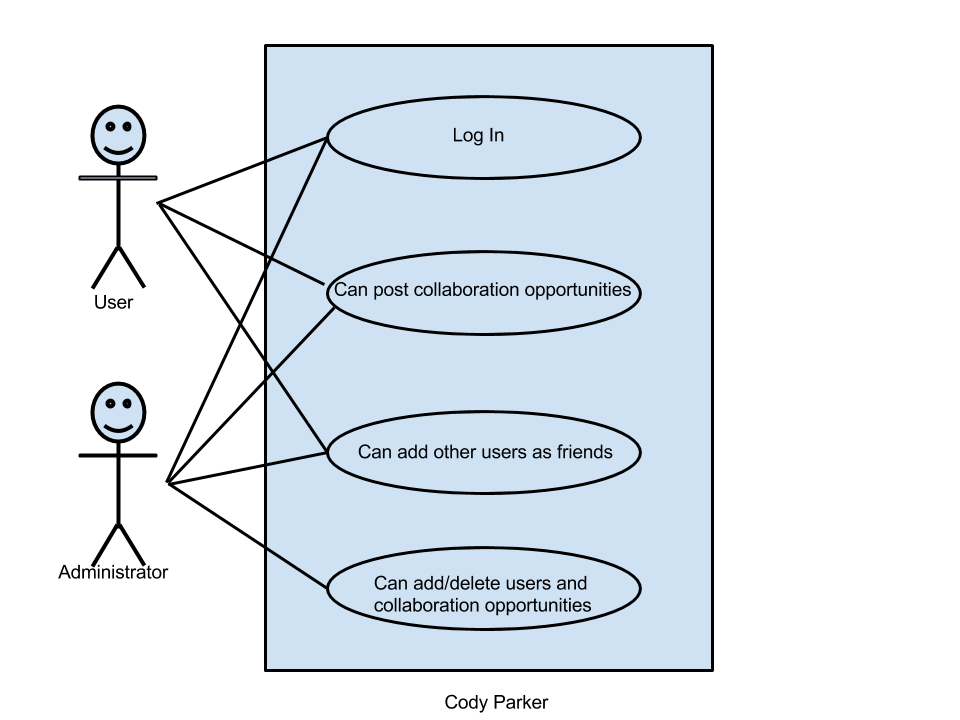 Log In
Can post collaboration opportunities
User
Can add other users as friends
Administrator
Can add/delete users and
collaboration opportunities
Cody Parker